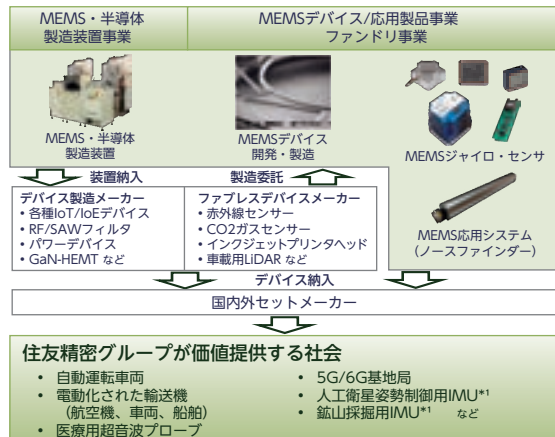 MEMS・半導体
製造装置事業
MEMSデバイス/応用製品事業
ファンドリ事業
MEMS・半導体
製造装置
MEMSデバイス
開発・製造
MEMSジャイロ・センサ
MEMS応用システム
(ノースファインダー)
装置納入
製造委託
デバイス製造メーカー
・各種IoT/IoEデバイス
・RF/SAWフィルタ
・パワーデバイス
・GaN-HEMT など
ファブレスデバイスメーカー
・赤外線センサー
・CO2ガスセンサー
・インクジェットプリンタヘッド
・車載用LiDAR など
デバイス納入
国内外セットメーカー
住友精密グループが価値提供する社会
• 自動運転車両
• 電動化された輸送機
(航空機、車両、船舶)
• 医療用超音波プローブ
• 5G/6G基地局
• 人工衛星姿勢制御用IMU*1
• 鉱山採掘用IMU*1 など